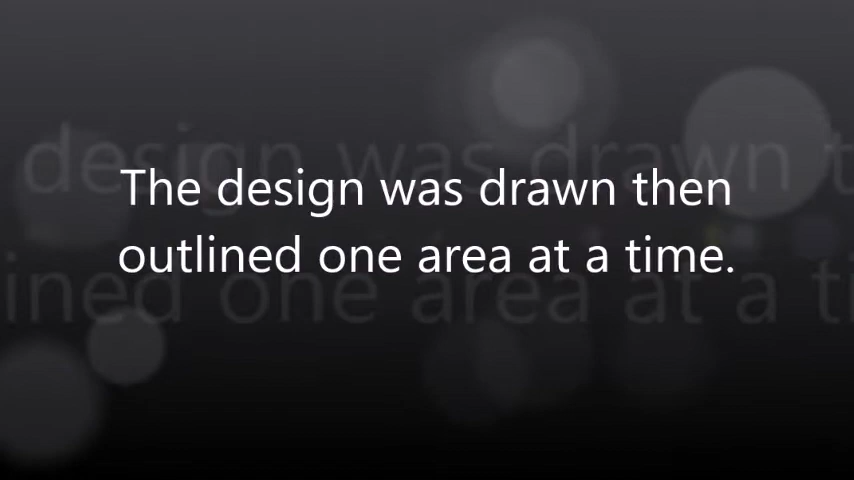 The design was drawn then
outlined one area at a time.